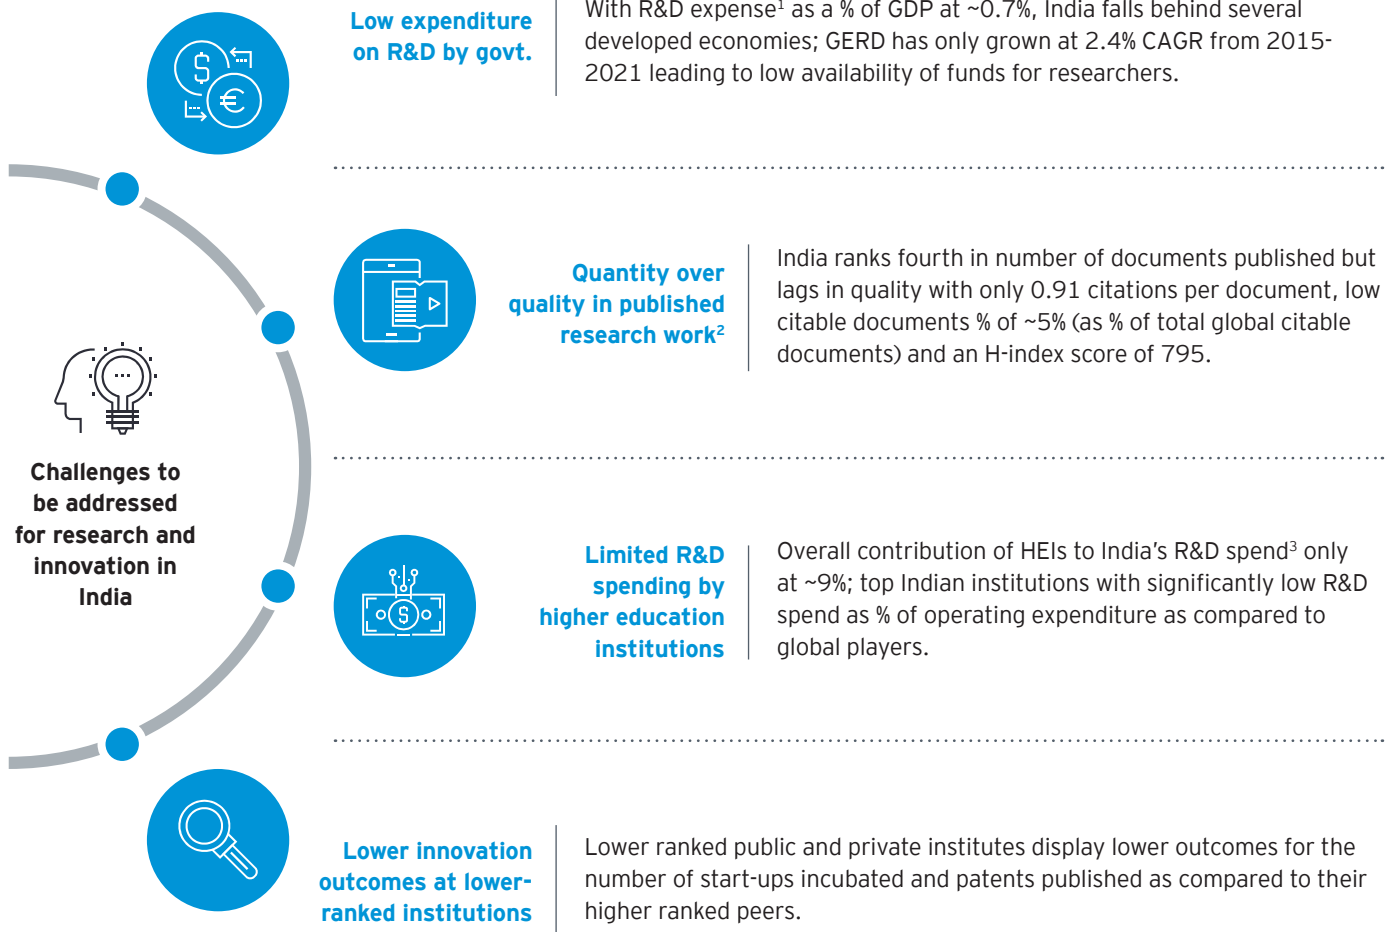 Low expenditure
on R&D by govt.
With R&D expense¹ as a % of GDP at ~0.7%, India falls behind several
developed economies; GERD has only grown at 2.4% CAGR from 2015-
2021 leading to low availability of funds for researchers.
Quantity over
quality in published
research work²
India ranks fourth in number of documents published but
lags in quality with only 0.91 citations per document, low
citable documents % of ~5% (as % of total global citable
documents) and an H-index score of 795.
Challenges to
be addressed
for research and
innovation in
India
Limited R&D
spending by
higher education
institutions
Overall contribution of HEIs to India's R&D spend³ only
at ~9%; top Indian institutions with significantly low R&D
spend as % of operating expenditure as compared to
global players.
Lower innovation
outcomes at lower-
ranked institutions
Lower ranked public and private institutes display lower outcomes for the
number of start-ups incubated and patents published as compared to their
higher ranked peers.